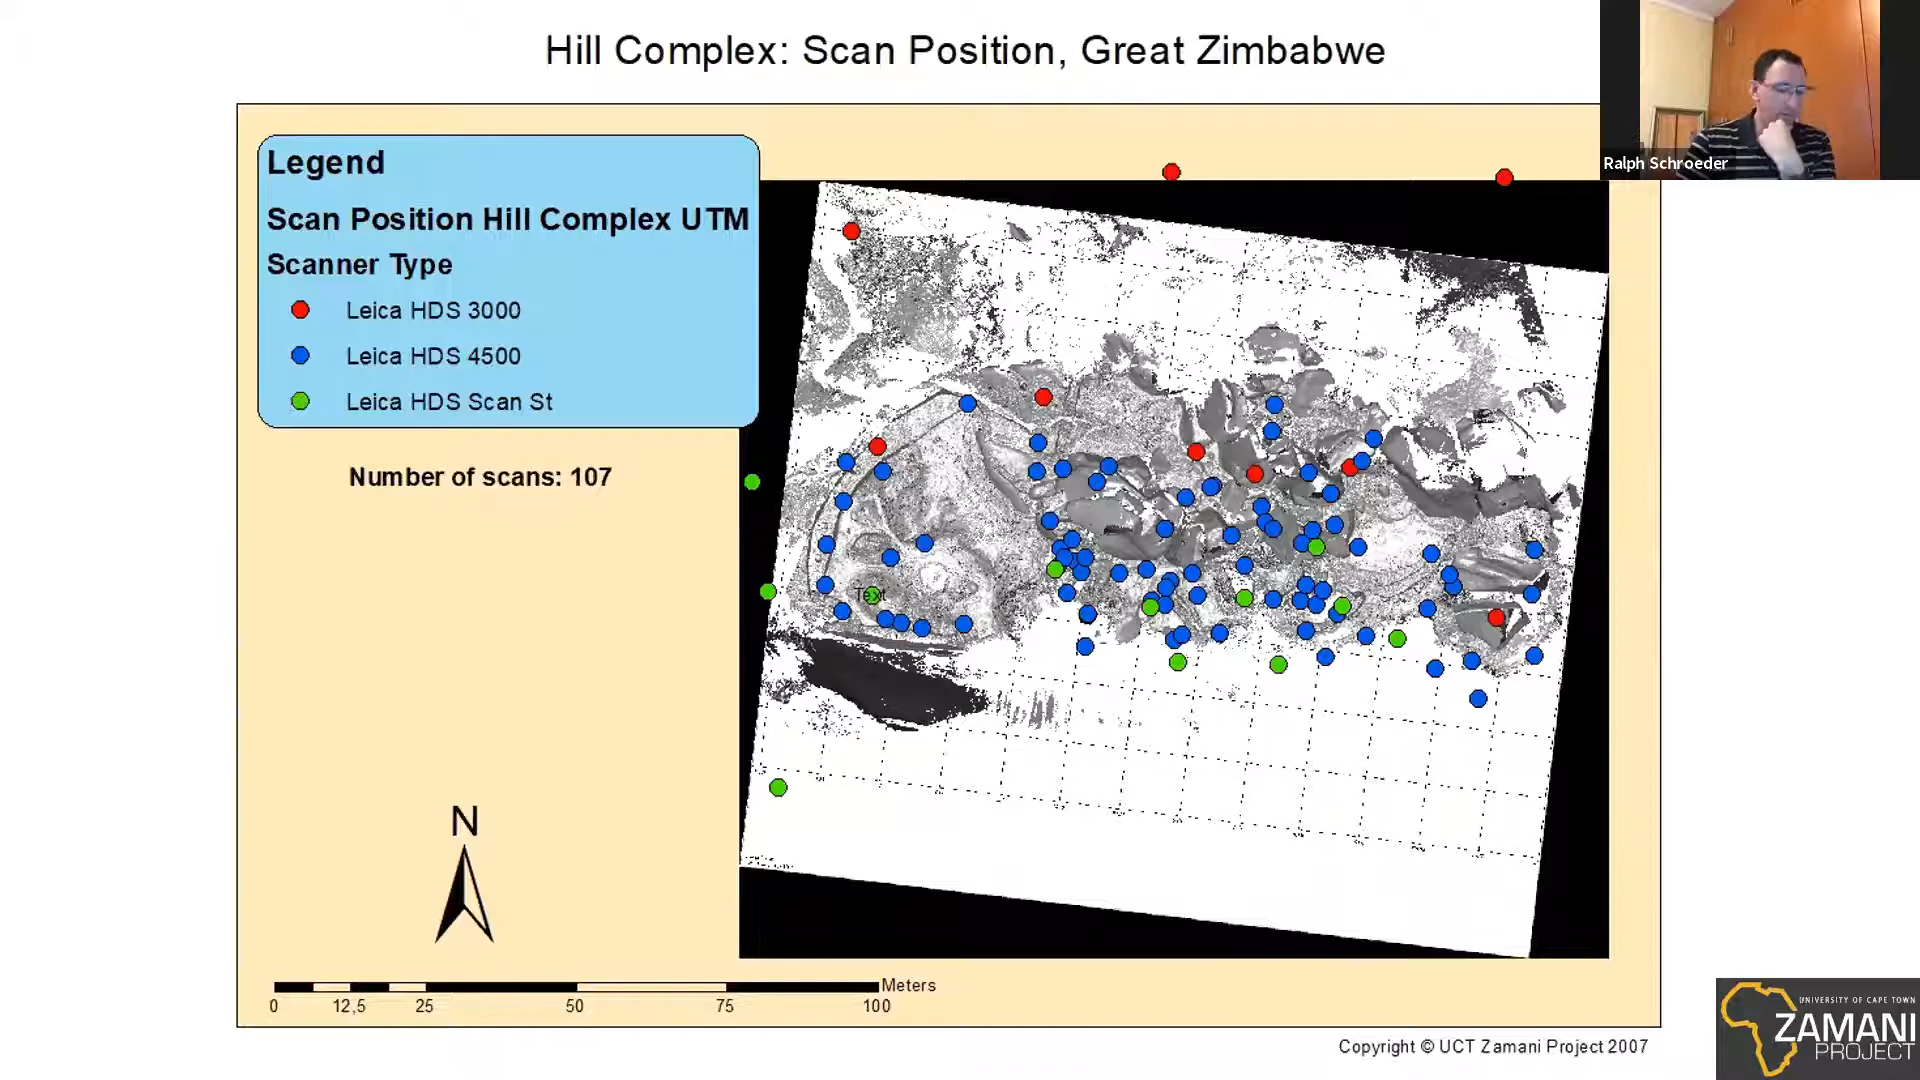 Hill Complex: Scan Position, Great Zimbabwe
Ralph Schroeder
Legend
Scan Position Hill Complex UTM
Scanner Type
Leica HDS 3000
Leica HDS 4500
Leica HDS Scan St
Number of scans: 107
Text
N
Meters
0 12,5 25 50 75 100
Copyright © UCT Zamani Project 2007
UNIVERSITY OF CAPE TOWN
ZAMANI
PROJECT